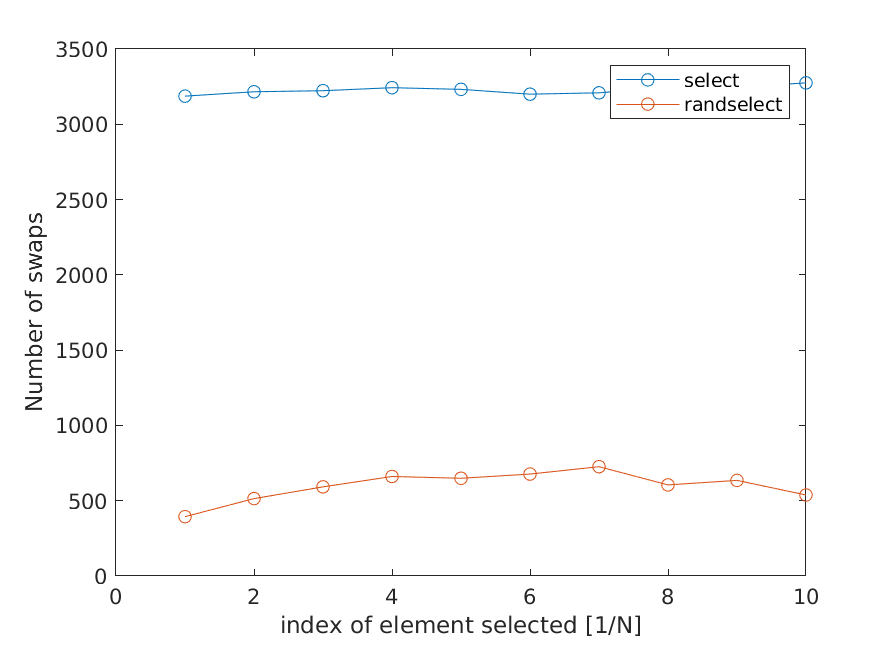 3500
3000
2500
2000
1500
1000
500
0
Number of swaps
select
randselect
0 2 4 6 8 10
index of element selected [1/N]